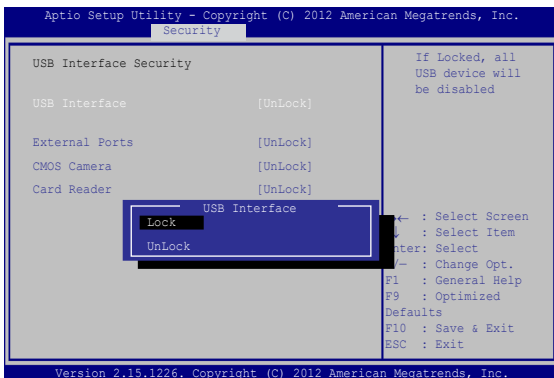 Aptio Setup Utility - Copyright (C) 2012 American Megatrends, Inc.
Security
USB Interface Security
USB Interface [UnLock]
External Ports [UnLock]
CMOS Camera [UnLock]
Card Reader [UnLock]
USB Interface
Lock
UnLock
If Locked, all
USB device will
be disabled
→← : Select Screen
↓ : Select Item
nter: Select
/— : Change Opt.
F1 : General Help
F9 : Optimized
Defaults
F10 : Save & Exit
ESC : Exit
Version 2.15.1226. Copyright (C) 2012 American Megatrends, Inc.